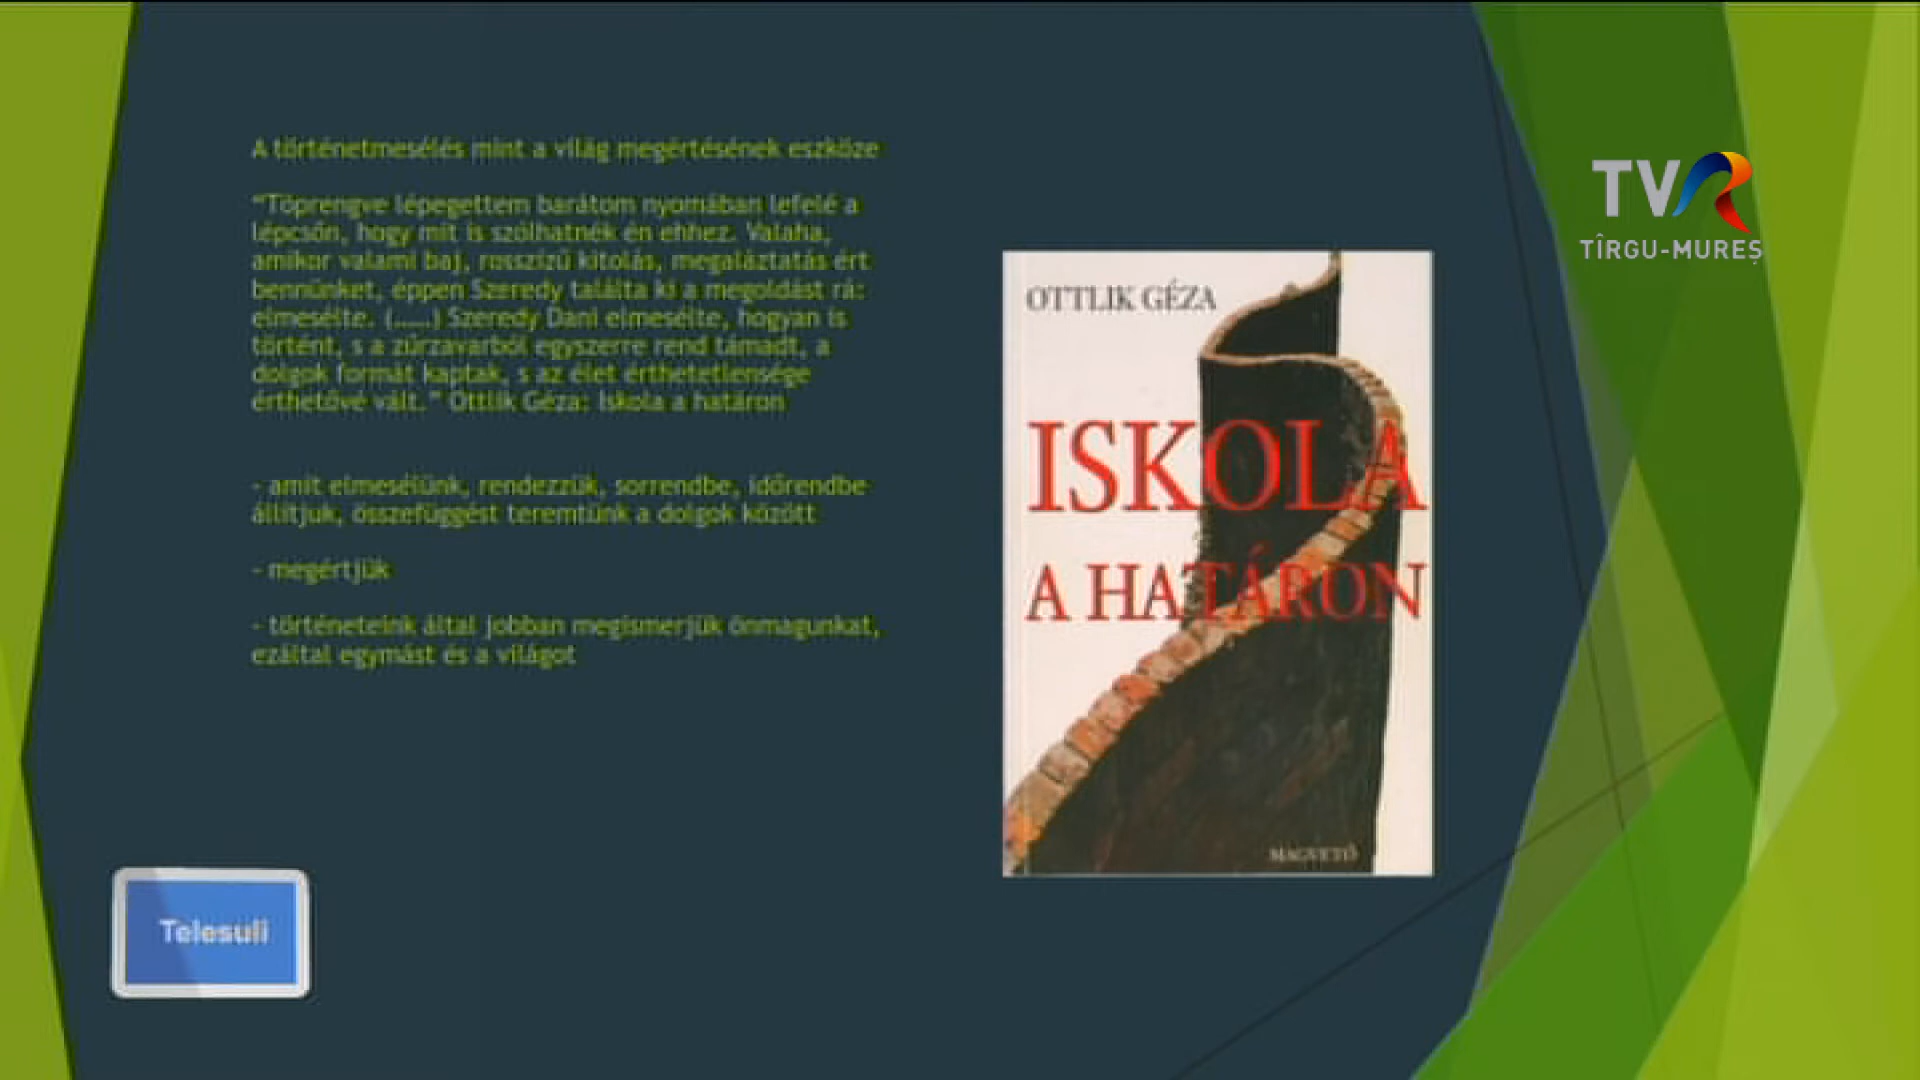 A történetmesélés mint a világ megértésének eszköze
"Töprengve lépegettem barátom nyomában lefelé a
lépcsőn, hogy mit is szólhatnék én ehhez. Valaha,
amikor valami baj, rosszízű kitolás, megaláztatás ért
bennünket, éppen Szeredy találta ki a megoldást rá:
elmesélte. (.....) Szeredy Dani elmesélte, hogyan is
történt, s a zűrzavarból egyszerre rend támadt, a
dolgok formát kaptak, s az élet érthetetlensége
érthetővé vált." Ottlik Géza: Iskola a határon
- amit elmesélünk, rendezzük, sorrendbe, időrendbe
állítjuk, összefüggést teremtünk a dolgok között
- megértjük
- történeteink által jobban megismerjük önmagunkat,
ezáltal egymást és a világot
OTTLIK GÉZA
ISKOLA
A HATÁRON
MAGVETŐ
TVR
TÎRGU-MUREȘ
Telesuli